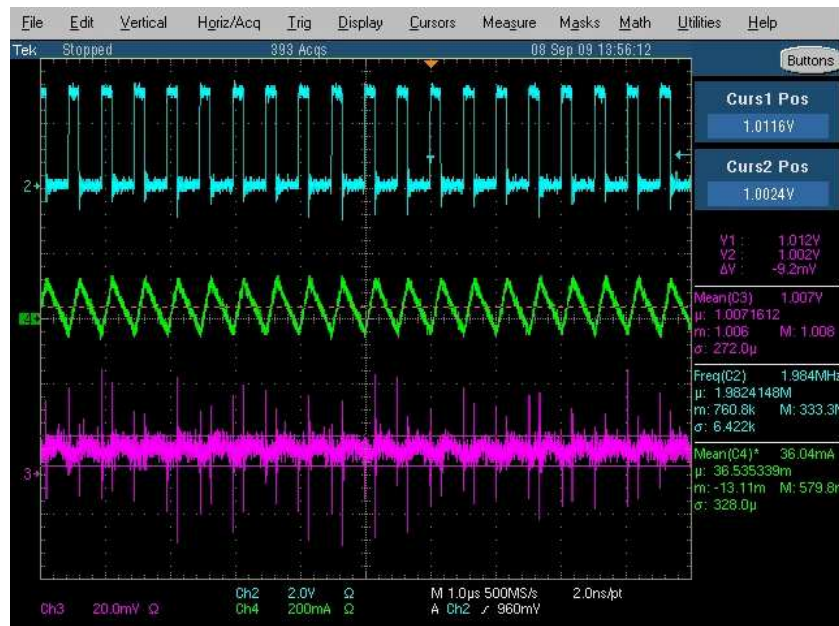 File Edit Vertical Horiz/Acq Trig Display Cursors Measure Masks Math Utilities Help
Tek Stopped 393 Acqs 08 Sep 09 13:56:12
Buttons
Curs1 Pos
1.0116V
Curs2 Pos
1.0024V
V1 : 1.012V
V2 : 1.002V
ΔV : -9.2mV
Mean(C3) 1.007V
μ: 1.0071612
m: 1.006 M: 1.008
σ: 272.0μ
Freq(C2) 1.984MHz
μ: 1.9824148M
m: 760.8k M: 333.3M
σ: 6.422k
Mean(C4)* 36.04mA
μ: 36.535339m
m: -13.11m M: 579.8m
σ: 328.0μ
2
4
3
Ch2 2.0V Ω M 1.0μs 500MS/s 2.0ns/pt
Ch3 20.0mV Ω Ch4 200mA Ω A Ch2 ∕ 960mV